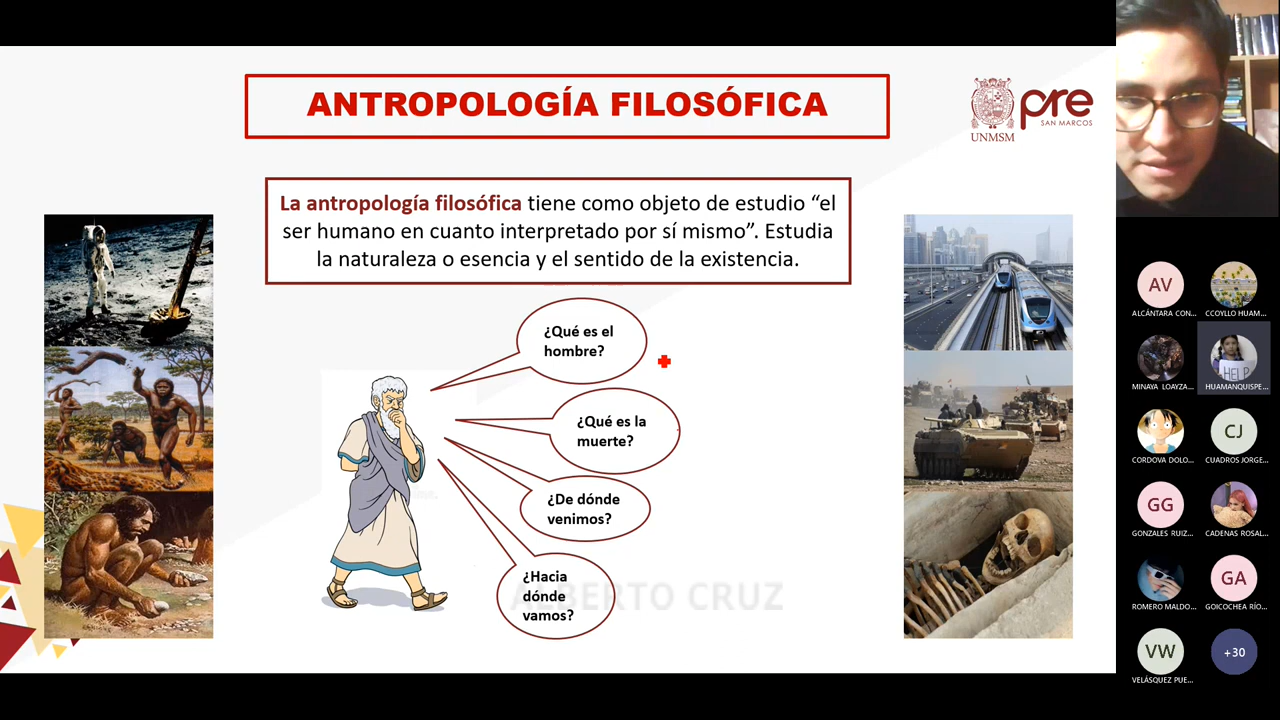 ANTROPOLOGÍA FILOSÓFICA
UNMSM
pre
SAN MARCOS
La antropología filosófica tiene como objeto de estudio “el
ser humano en cuanto interpretado por sí mismo”. Estudia
la naturaleza o esencia y el sentido de la existencia.
¿Qué es el
hombre?
¿Qué es la
muerte?
¿De dónde
venimos?
¿Hacia
dónde
vamos?
ALBERTO CRUZ
AV
ALCÁNTARA CON...
CCOYLLO HUAM...
MINAYA LOAYZA...
HELP
HUAMANQUISPE...
CORDOVA DOLO...
CJ
CUADROS JORGE...
GG
GONZALES RUIZ...
CADENAS ROSAL...
ROMERO MALDO...
GA
GOICOCHEA RÍO...
VW
VELÁSQUEZ PUE...
+30